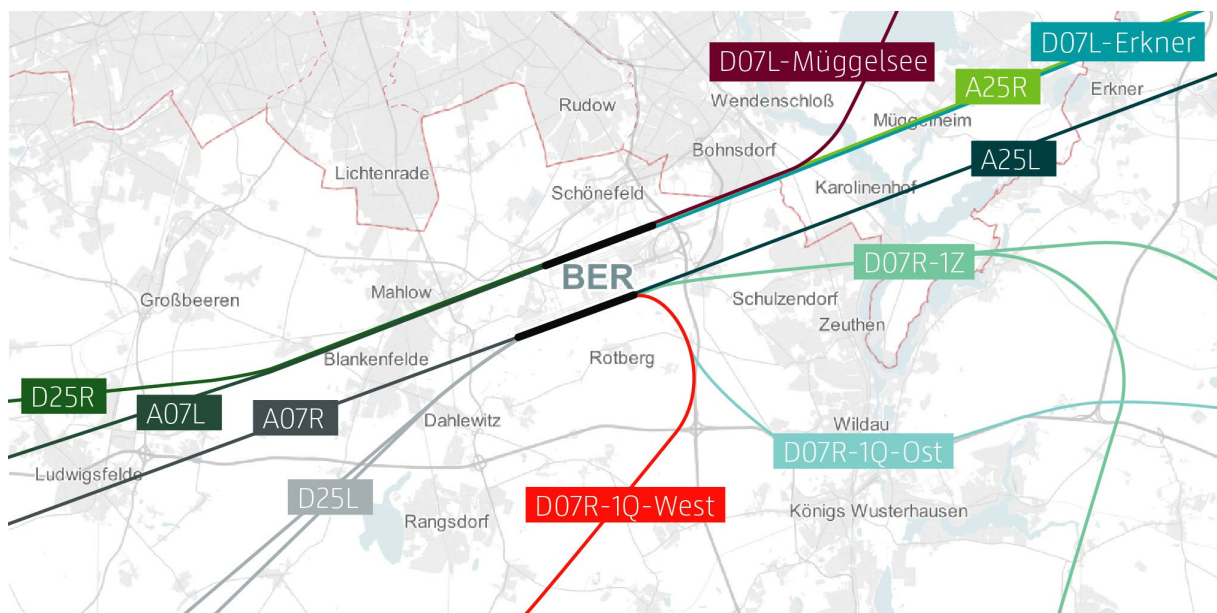 D07L-Erkner
D07L-Müggelsee
A25R
Erkner
Wendenschloß
Rudow
Müggelheim
Bohnsdorf
A25L
Lichtenrade
Karolinenhof
Schönefeld
D07R-1Z
BER
Mahlow
Großbeeren
Schulzendorf
Zeuthen
Blankenfelde
Rotberg
D25R
A07L
A07R
Dahlewitz
Wildau
D07R-1Q-Ost
Ludwigsfelde
D25L
D07R-1Q-West
Rangsdorf
Königs Wusterhausen